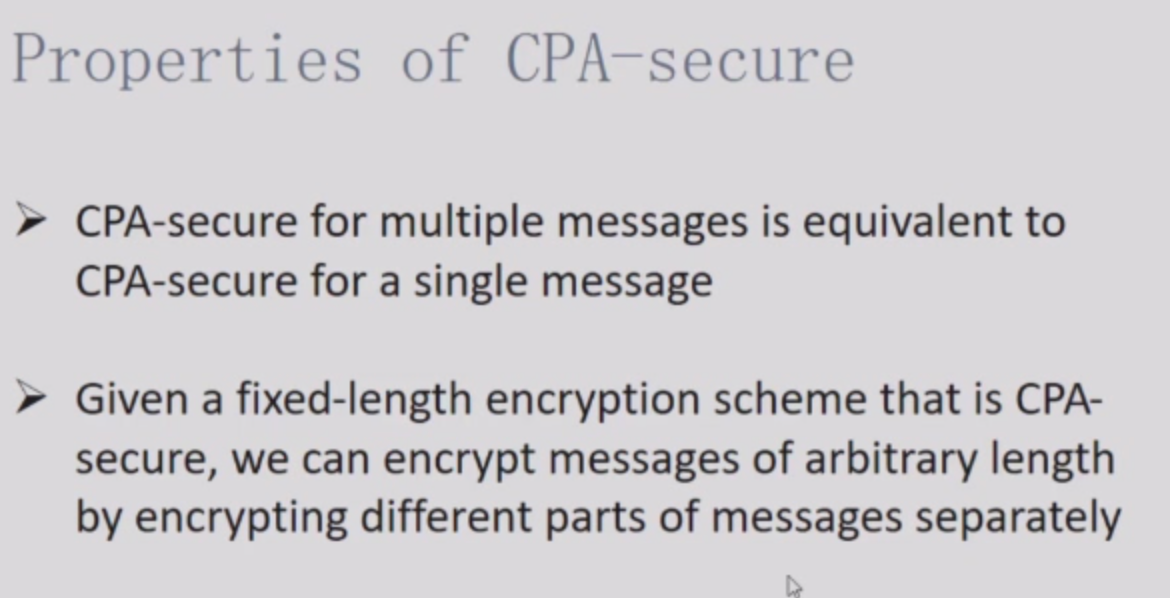 Properties of CPA-secure
CPA-secure for multiple messages is equivalent to
CPA-secure for a single message
Given a fixed-length encryption scheme that is CPA-
secure, we can encrypt messages of arbitrary length
by encrypting different parts of messages separately